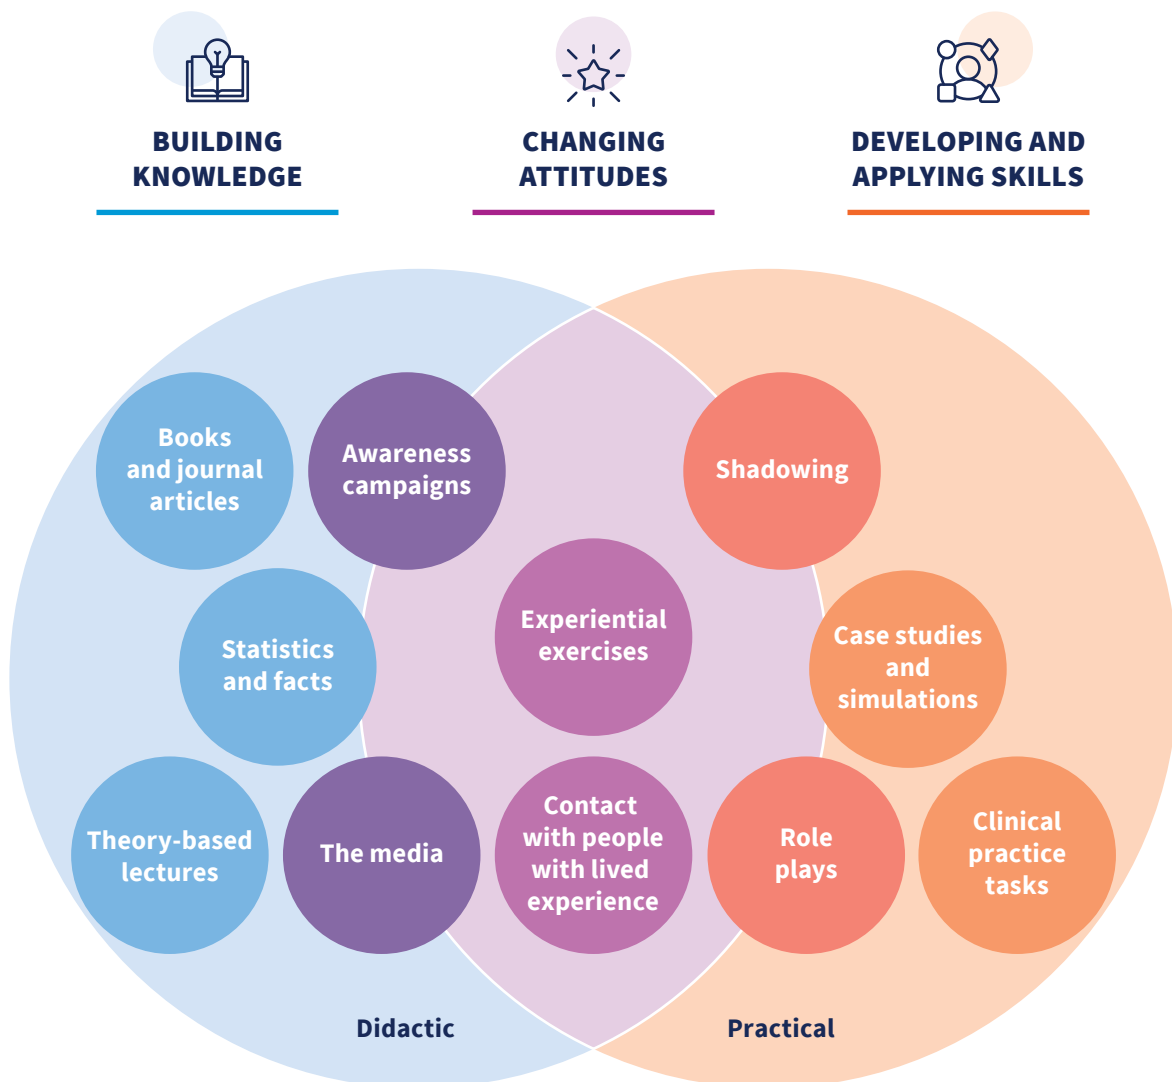 BUILDING
KNOWLEDGE
CHANGING
ATTITUDES
DEVELOPING AND
APPLYING SKILLS
Books
and journal
articles
Awareness
campaigns
Shadowing
Statistics
and facts
Experiential
exercises
Case studies
and
simulations
Theory-based
lectures
The media
Contact
with people
with lived
experience
Role
plays
Clinical
practice
tasks
Didactic
Practical